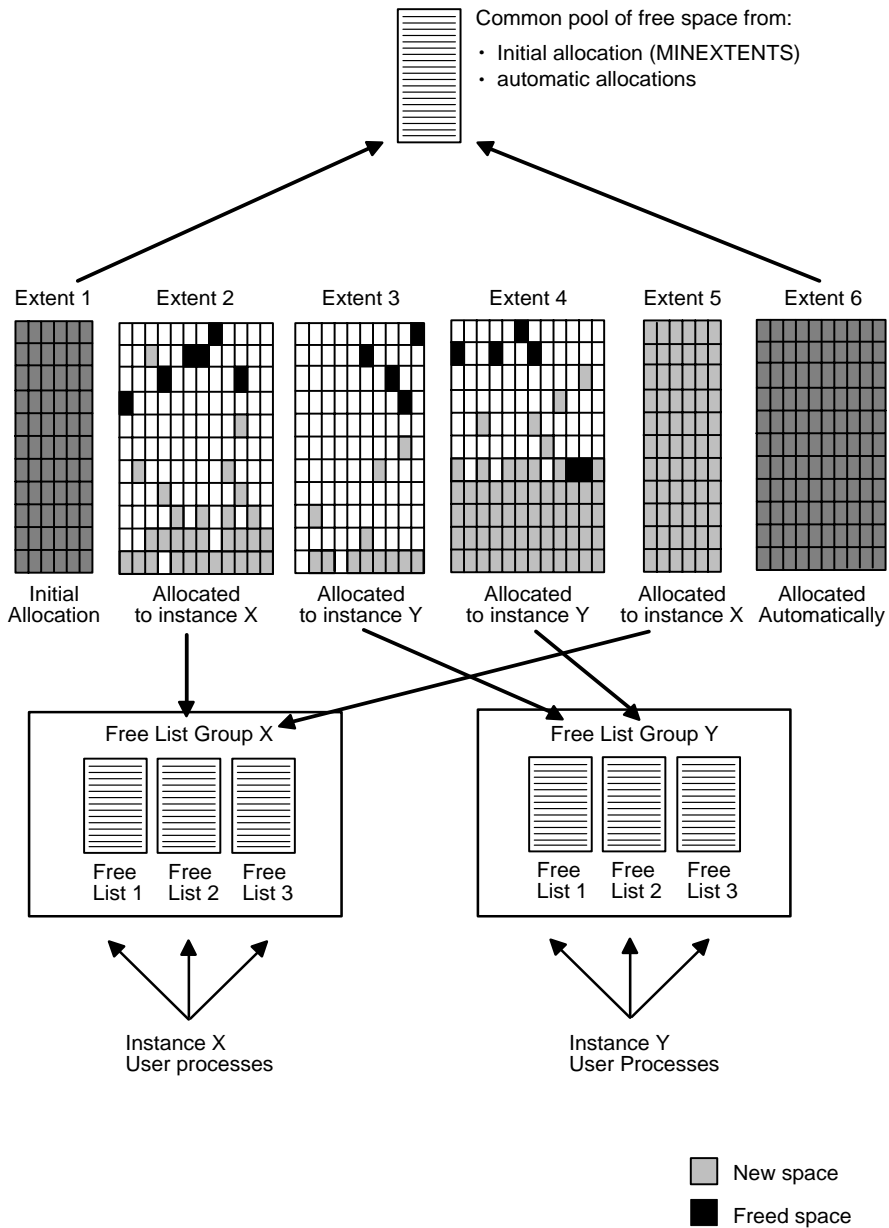 Common pool of free space from:
· Initial allocation (MINEXTENTS)
· automatic allocations
Extent 1
Extent 2
Extent 3
Extent 4
Extent 5
Extent 6
Initial
Allocation
Allocated
to instance X
Allocated
to instance Y
Allocated
to instance Y
Allocated
to instance X
Allocated
Automatically
Free List Group X
Free
List 1
Free
List 2
Free
List 3
Free List Group Y
Free
List 1
Free
List 2
Free
List 3
Instance X
User processes
Instance Y
User Processes
New space
Freed space